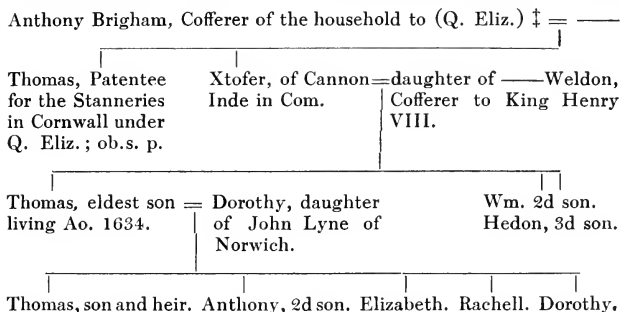 Anthony Brigham, Cofferer of the household to (Q. Eliz.) ‡ = ——
Thomas, Patentee
for the Stanneries
in Cornwall under
Q. Eliz.; ob. s. p.
Xtofer, of Cannon=daughter of ——Weldon,
Inde in Com.
Cofferer to King Henry
VIII.
Thomas, eldest son = Dorothy, daughter
living Ao. 1634.
of John Lyne of
Norwich.
Wm. 2d son.
Hedon, 3d son.
Thomas, son and heir. Anthony, 2d son. Elizabeth. Rachell. Dorothy,